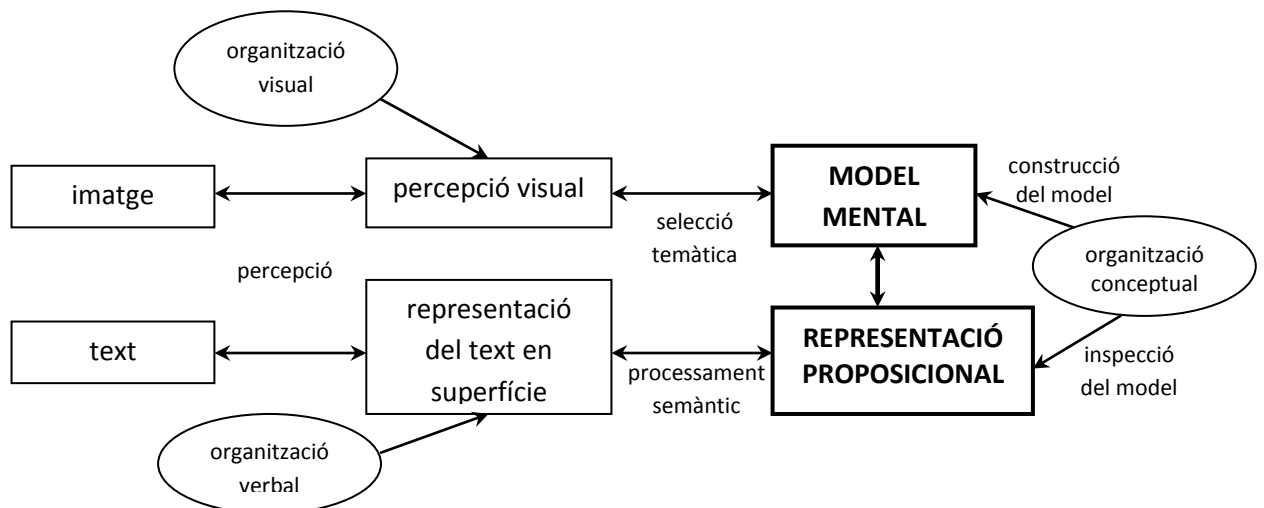 organització
visual
imatge
percepció visual
MODEL
MENTAL
construcció
del model
selecció
temàtica
organització
conceptual
percepció
text
representació
del text en
superfície
REPRESENTACIÓ
PROPOSICIONAL
processament
semàntic
inspecció
del model
organització
verbal